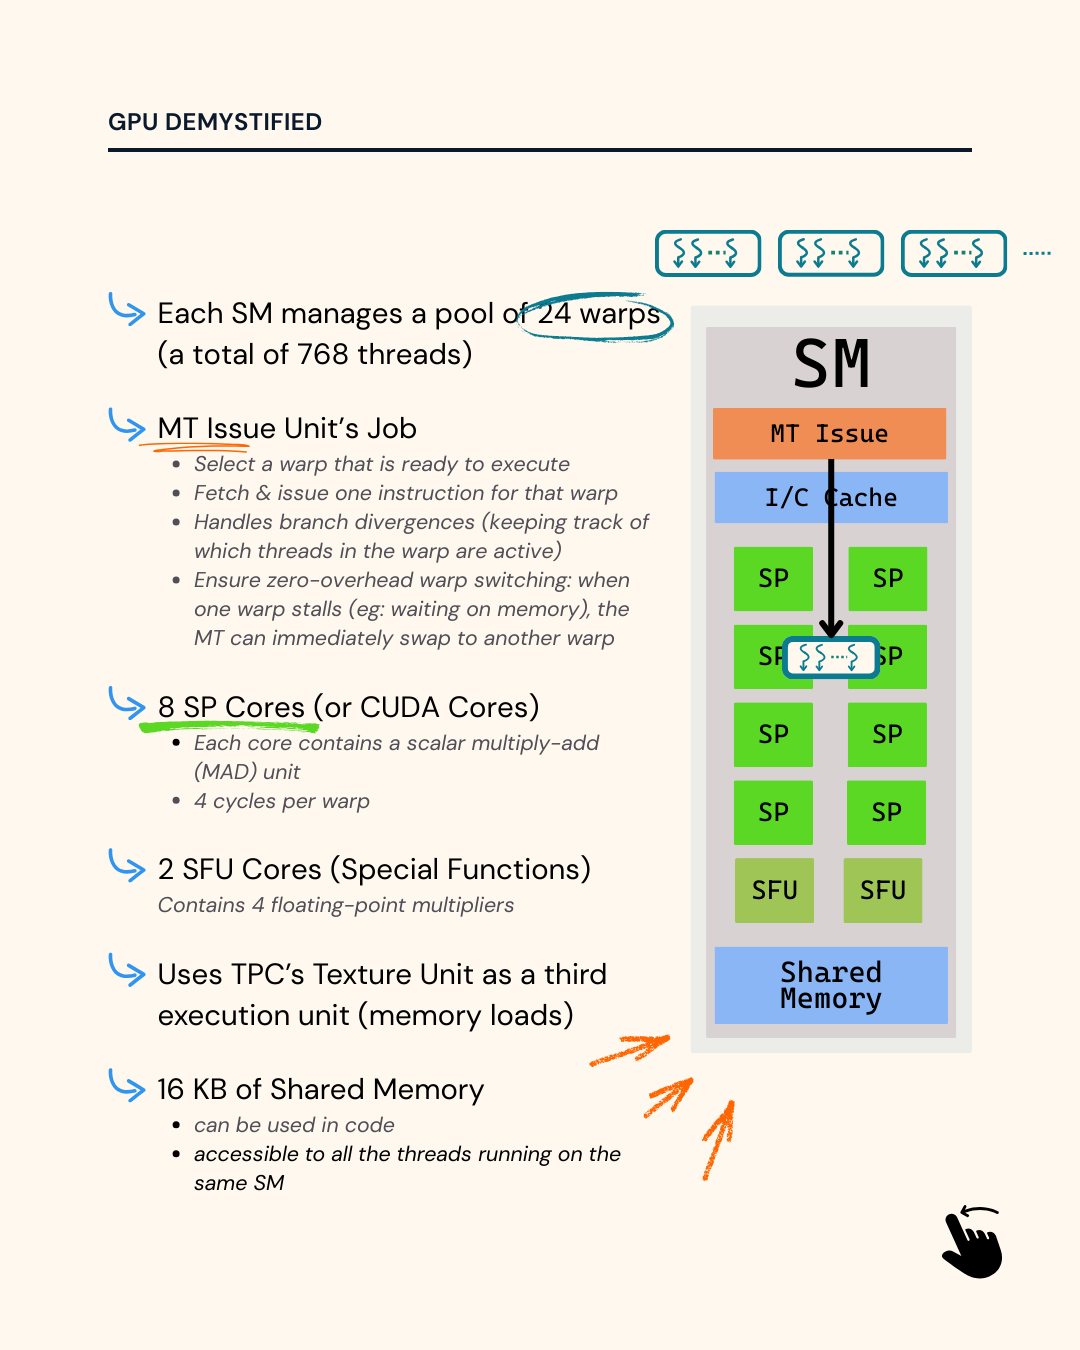 GPU DEMYSTIFIED
Each SM manages a pool of 24 warps
(a total of 768 threads)
MT Issue Unit’s Job
Select a warp that is ready to execute
Fetch & issue one instruction for that warp
Handles branch divergences (keeping track of
which threads in the warp are active)
Ensure zero-overhead warp switching: when
one warp stalls (eg: waiting on memory), the
MT can immediately swap to another warp
8 SP Cores (or CUDA Cores)
Each core contains a scalar multiply-add
(MAD) unit
4 cycles per warp
2 SFU Cores (Special Functions)
Contains 4 floating-point multipliers
Uses TPC’s Texture Unit as a third
execution unit (memory loads)
16 KB of Shared Memory
can be used in code
accessible to all the threads running on the
same SM
SM
MT Issue
I/C Cache
SP SP
SP SP
SP SP
SP SP
SFU SFU
Shared
Memory